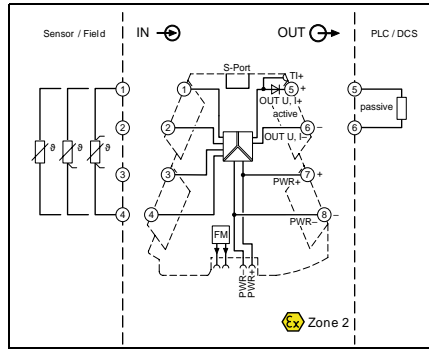 Sensor / Field
IN
OUT
PLC / DCS
S-Port
TI+
1
1
5
+
5
OUT U, I+
active
passive
2
2
6
–
6
OUT U, I–
ϑ
ϑ
ϑ
3
3
7
+
PWR+
4
4
8
–
PWR–
FM
PWR–
PWR+
Ex
Zone 2